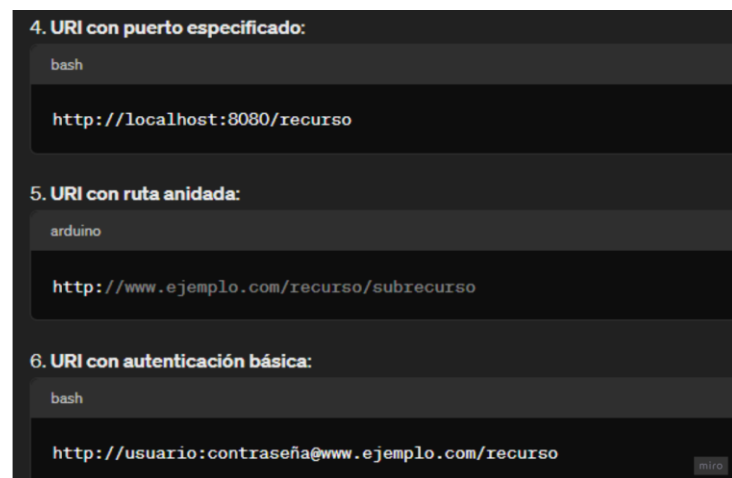 4. URI con puerto especificado:
bash
http://localhost:8080/recurso
5. URI con ruta anidada:
arduino
http://www.ejemplo.com/recurso/subrecurso
6. URI con autenticación básica:
bash
http://usuario:contraseña@www.ejemplo.com/recurso
miro